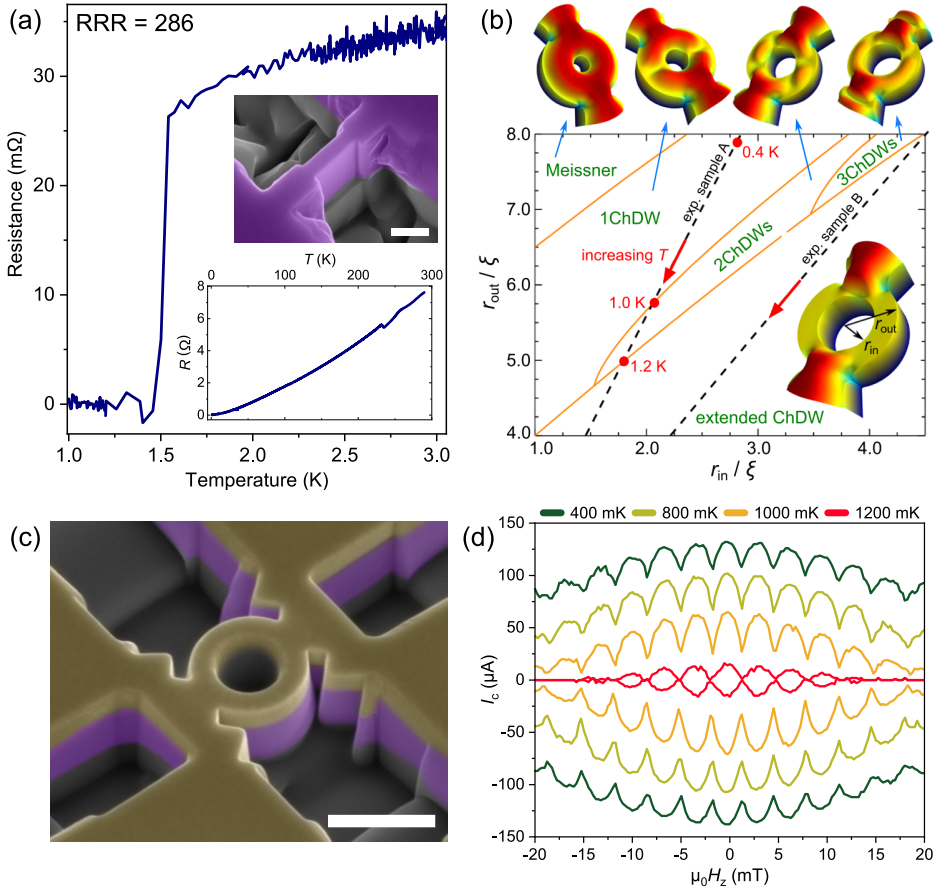 (a)
RRR = 286
Resistance (mΩ)
30
20
10
0
1.0
1.5
2.0
2.5
3.0
Temperature (K)
T (K)
0
100
200
300
R (Ω)
8
6
4
2
0
(b)
r_out / ξ
8.0
7.0
6.0
5.0
4.0
1.0
2.0
3.0
4.0
r_in / ξ
Meissner
1ChDW
exp. sample A
0.4 K
3ChDWs
2ChDWs
exp. sample B
increasing T
1.0 K
1.2 K
extended ChDW
r_out
r_in
(c)
(d)
400 mK
800 mK
1000 mK
1200 mK
I_c (µA)
150
100
50
0
-50
-100
-150
-20
-15
-10
-5
0
5
10
15
20
µ₀H_z (mT)